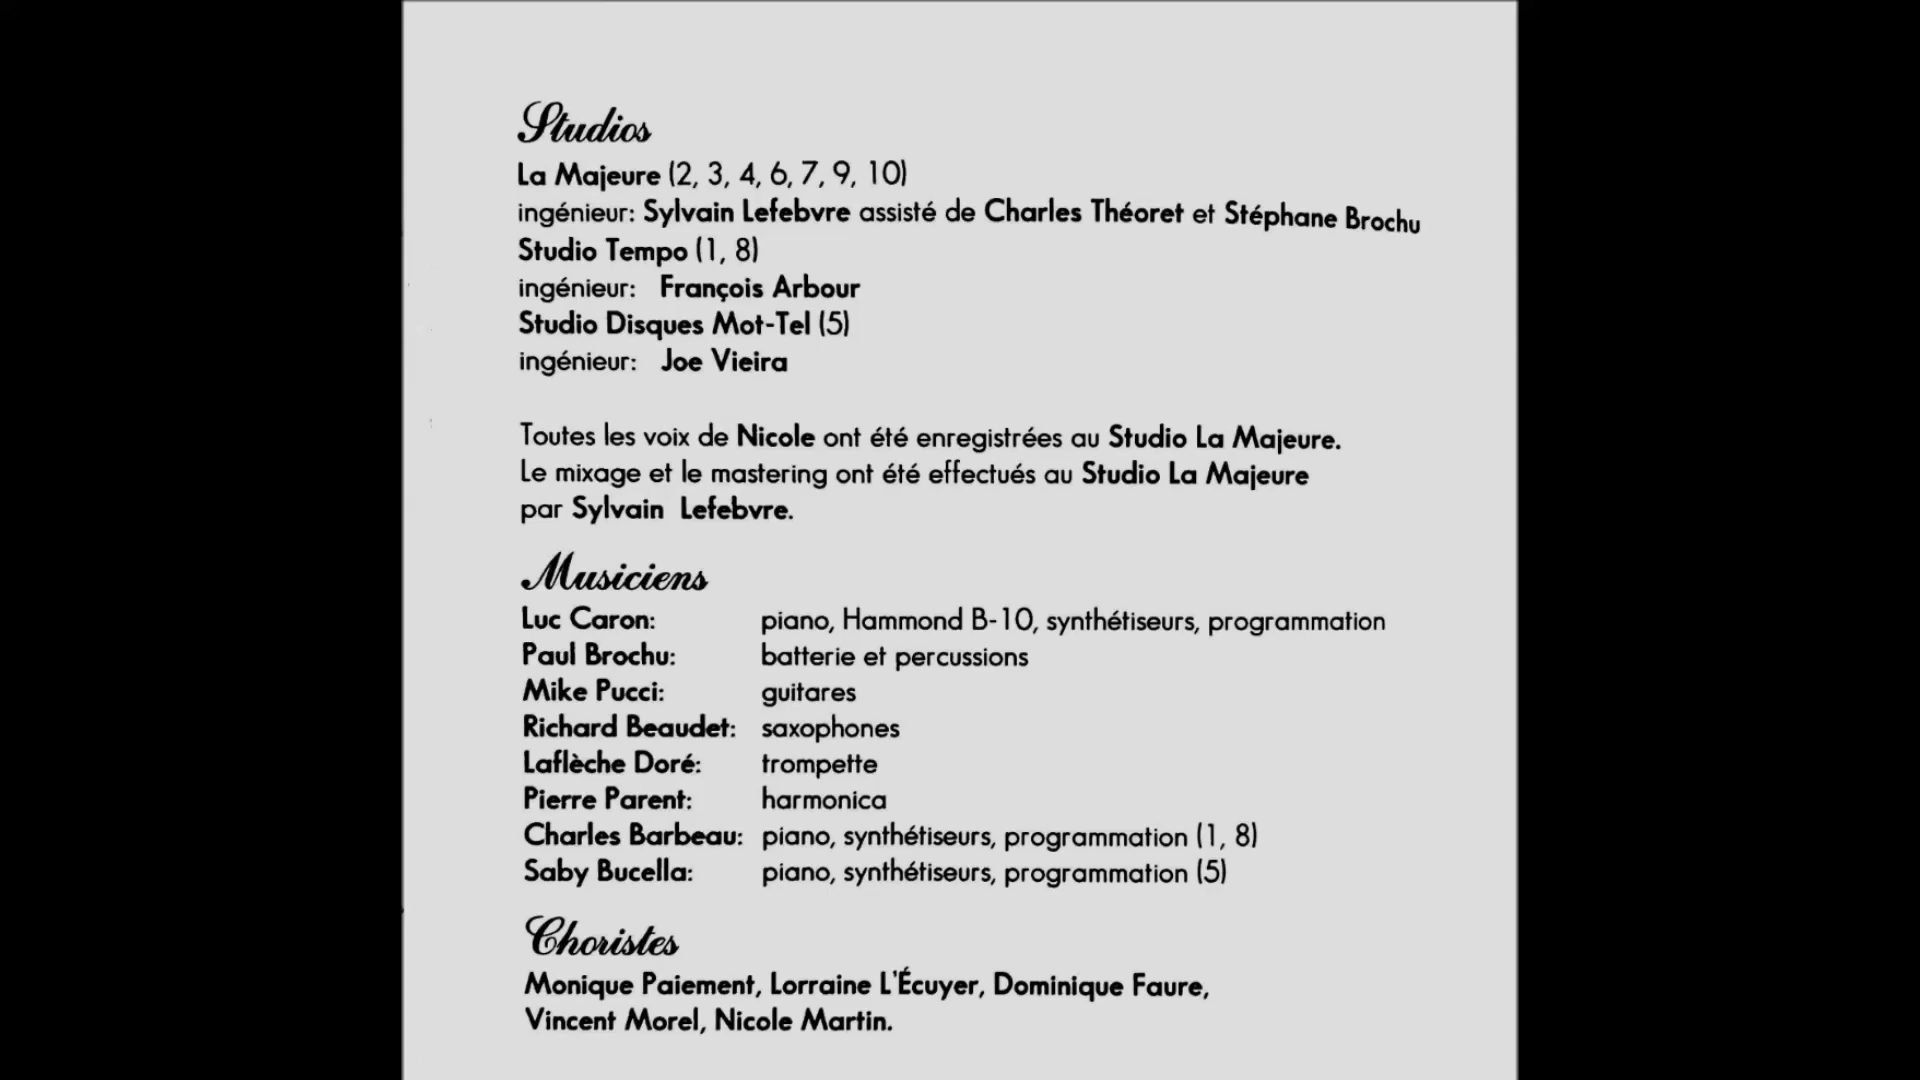 Studios
La Majeure (2, 3, 4, 6, 7, 9, 10)
ingénieur: Sylvain Lefebvre assisté de Charles Théoret et Stéphane Brochu
Studio Tempo (1, 8)
ingénieur: François Arbour
Studio Disques Mot-Tel (5)
ingénieur: Joe Vieira
Toutes les voix de Nicole ont été enregistrées au Studio La Majeure.
Le mixage et le mastering ont été effectués au Studio La Majeure
par Sylvain Lefebvre.
Musiciens
Luc Caron: piano, Hammond B-10, synthétiseurs, programmation
Paul Brochu: batterie et percussions
Mike Pucci: guitares
Richard Beaudet: saxophones
Laflèche Doré: trompette
Pierre Parent: harmonica
Charles Barbeau: piano, synthétiseurs, programmation (1, 8)
Saby Bucella: piano, synthétiseurs, programmation (5)
Choristes
Monique Paiement, Lorraine L'Écuyer, Dominique Faure,
Vincent Morel, Nicole Martin.